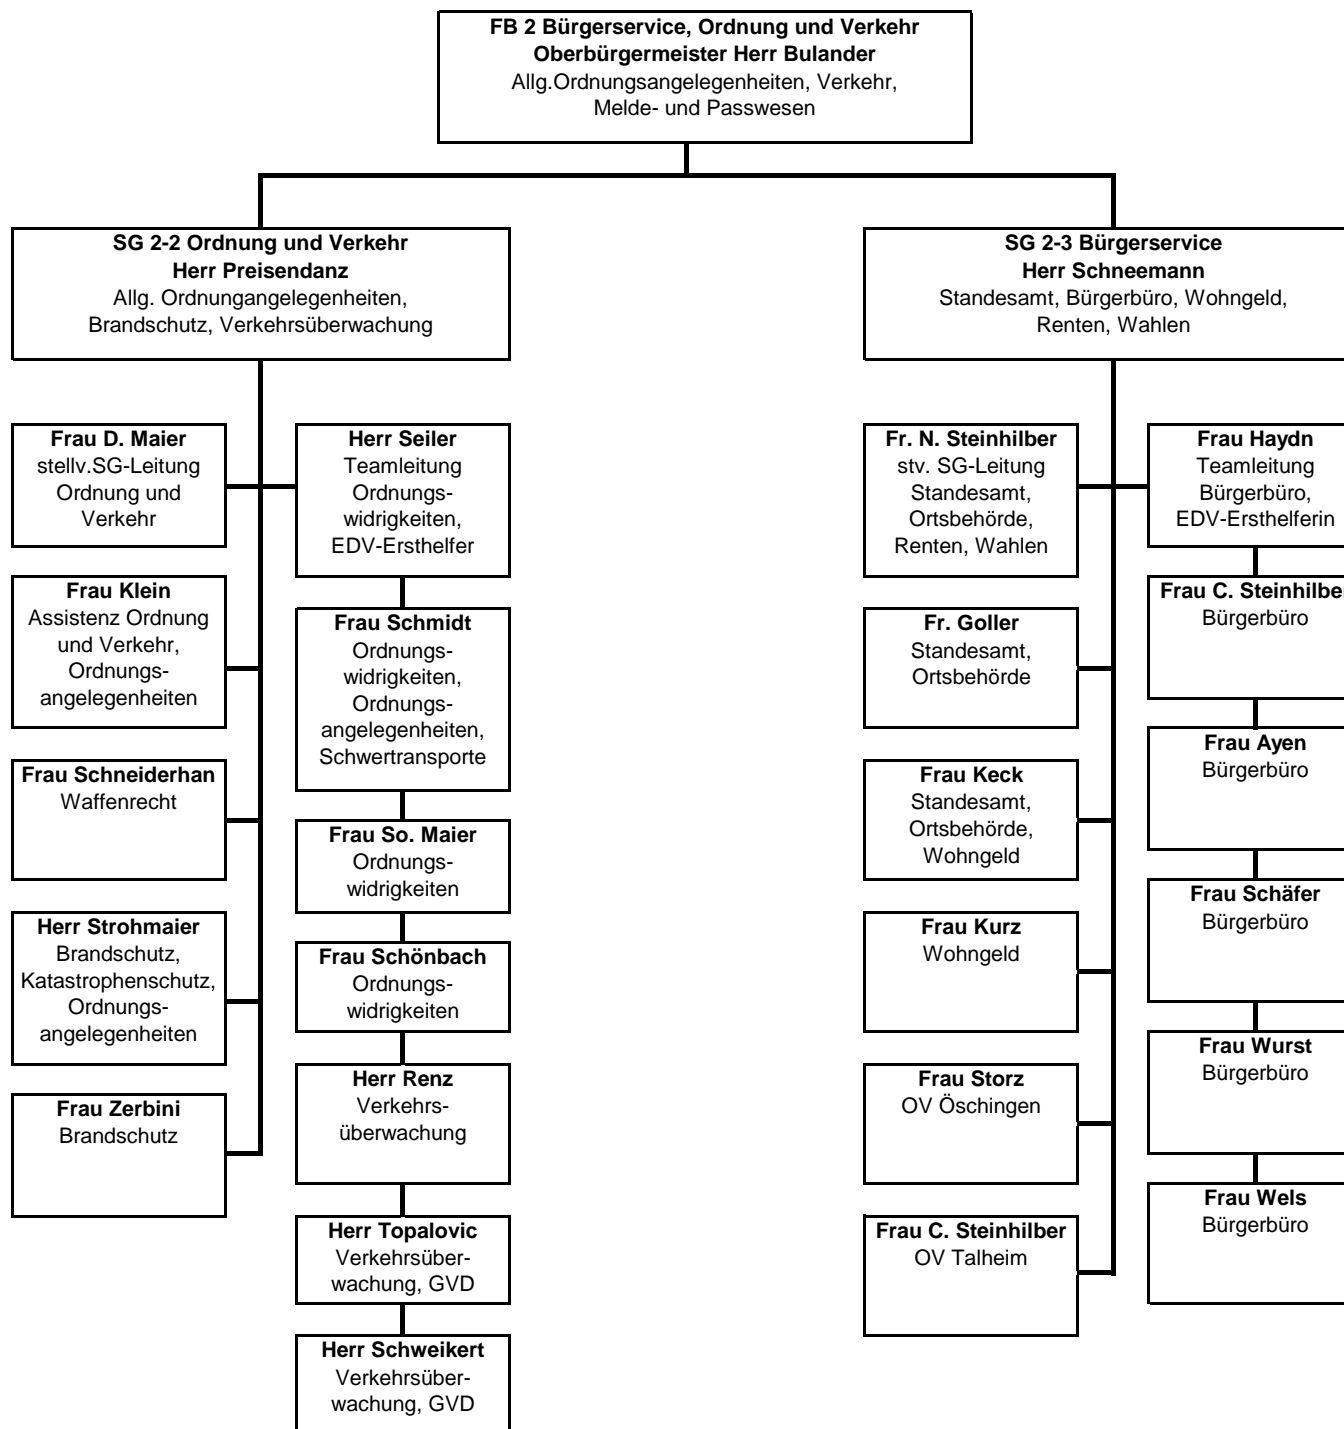 FB 2 Bürgerservice, Ordnung und Verkehr
Oberbürgermeister Herr Bulander
Allg.Ordnungsangelegenheiten, Verkehr,
Melde- und Passwesen
SG 2-2 Ordnung und Verkehr
Herr Preisendanz
Allg. Ordnungangelegenheiten,
Brandschutz, Verkehrsüberwachung
SG 2-3 Bürgerservice
Herr Schneemann
Standesamt, Bürgerbüro, Wohngeld,
Renten, Wahlen
Frau D. Maier
stellv.SG-Leitung
Ordnung und
Verkehr
Frau Klein
Assistenz Ordnung
und Verkehr,
Ordnungs-
angelegenheiten
Frau Schneiderhan
Waffenrecht
Herr Strohmaier
Brandschutz,
Katastrophenschutz,
Ordnungs-
angelegenheiten
Frau Zerbini
Brandschutz
Herr Seiler
Teamleitung
Ordnungs-
widrigkeiten,
EDV-Ersthelfer
Frau Schmidt
Ordnungs-
widrigkeiten,
Ordnungs-
angelegenheiten,
Schwertransporte
Frau So. Maier
Ordnungs-
widrigkeiten
Frau Schönbach
Ordnungs-
widrigkeiten
Herr Renz
Verkehrs-
überwachung
Herr Topalovic
Verkehrsüber-
wachung, GVD
Herr Schweikert
Verkehrsüber-
wachung, GVD
Fr. N. Steinhilber
stv. SG-Leitung
Standesamt,
Ortsbehörde,
Renten, Wahlen
Fr. Goller
Standesamt,
Ortsbehörde
Frau Keck
Standesamt,
Ortsbehörde,
Wohngeld
Frau Kurz
Wohngeld
Frau Storz
OV Öschingen
Frau C. Steinhilber
OV Talheim
Frau Haydn
Teamleitung
Bürgerbüro,
EDV-Ersthelferin
Frau C. Steinhilber
Bürgerbüro
Frau Ayen
Bürgerbüro
Frau Schäfer
Bürgerbüro
Frau Wurst
Bürgerbüro
Frau Wels
Bürgerbüro